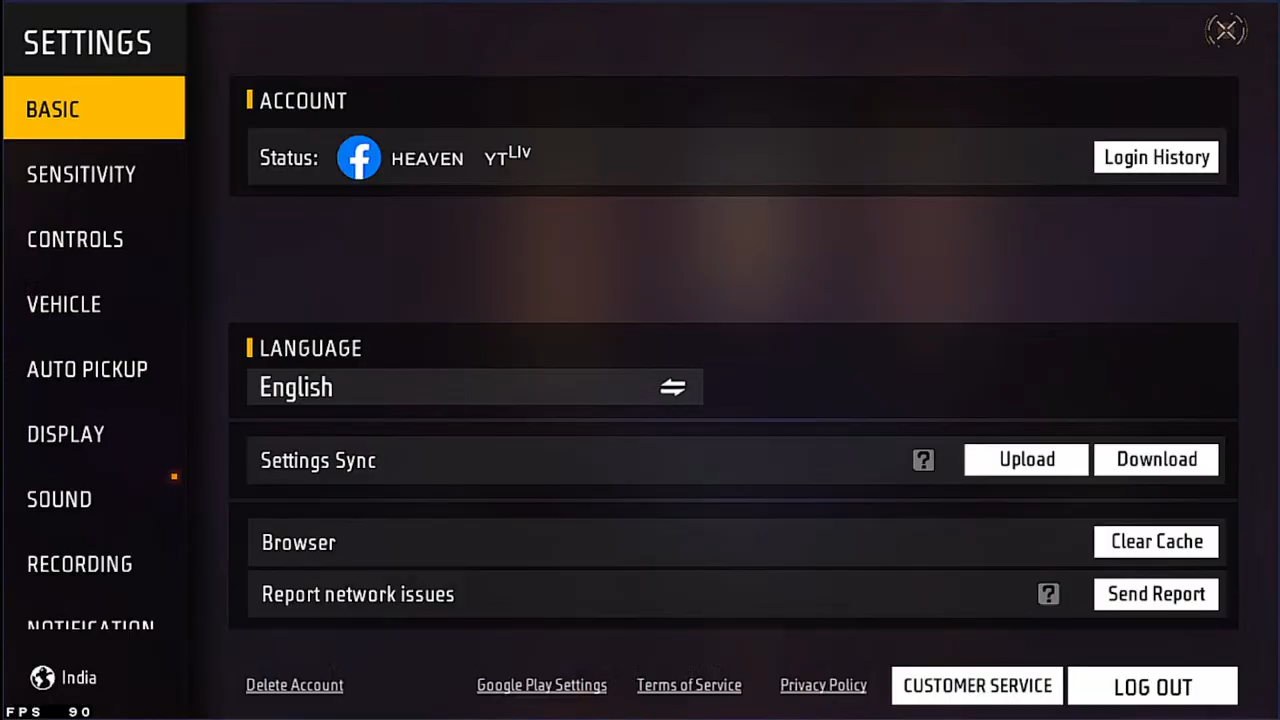 SETTINGS
BASIC
SENSITIVITY
CONTROLS
VEHICLE
AUTO PICKUP
DISPLAY
SOUND
RECORDING
NOTIFICATION
India
FPS 90
ACCOUNT
Status: HEAVEN YTLIV
Login History
LANGUAGE
English
Settings Sync ? Upload Download
Browser Clear Cache
Report network issues ? Send Report
Delete Account Google Play Settings Terms of Service Privacy Policy CUSTOMER SERVICE LOG OUT